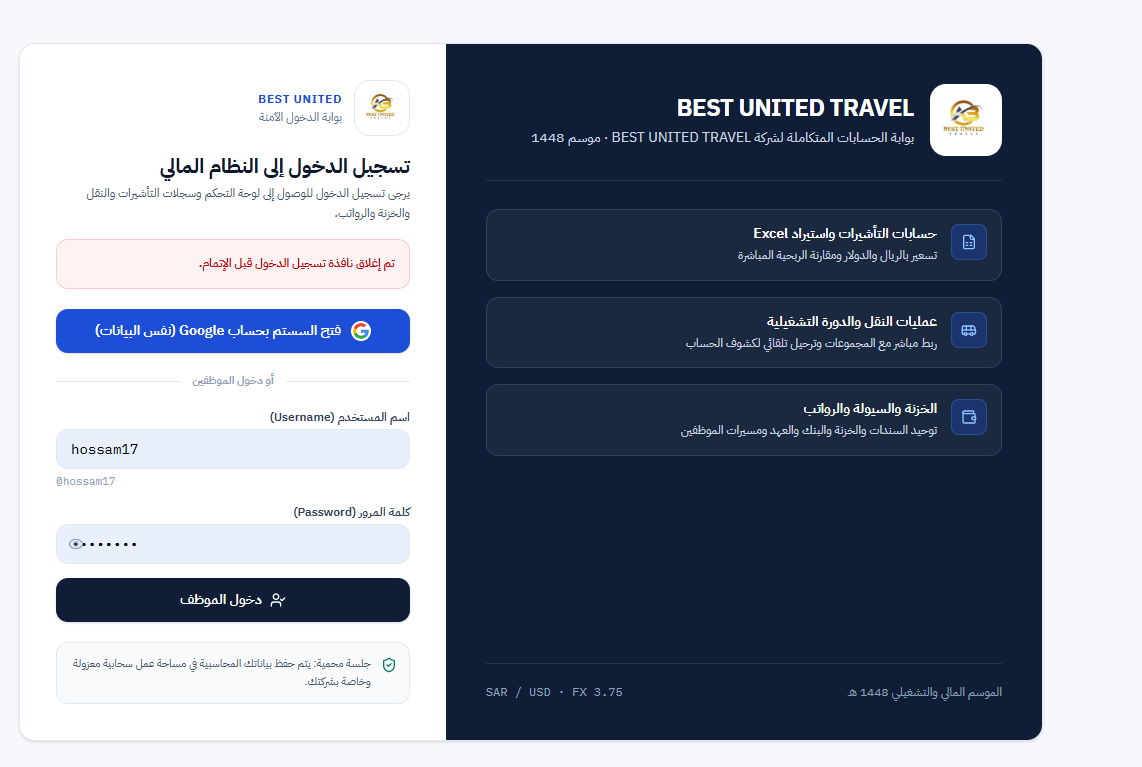 BEST UNITED TRAVEL
بوابة الحسابات المتكاملة لشركة BEST UNITED TRAVEL · موسم 1448
BEST UNITED
TRAVEL
حسابات التأشيرات واستيراد Excel
تسعير بالريال والدولار ومقارنة الربحية المباشرة
عمليات النقل والدورة التشغيلية
ربط مباشر مع المجموعات وترحيل تلقائي لكشوف الحساب
الخزنة والسيولة والرواتب
توحيد السندات والخزنة والبنك والعهد ومسيرات الموظفين
الموسم المالي والتشغيلي 1448 هـ
SAR / USD · FX 3.75
BEST UNITED
بوابة الدخول الآمنة
BEST UNITED
TRAVEL
تسجيل الدخول إلى النظام المالي
يرجى تسجيل الدخول للوصول إلى لوحة التحكم وسجلات التأشيرات والنقل
والخزنة والرواتب.
تم إغلاق نافذة تسجيل الدخول قبل الإتمام.
فتح السستم بحساب Google (نفس البيانات)
أو دخول الموظفين
اسم المستخدم (Username)
hossam17
@hossam17
كلمة المرور (Password)
•••••••
دخول الموظف
جلسة محمية: يتم حفظ بياناتك المحاسبية في مساحة عمل سحابية معزولة
وخاصة بشركتك.